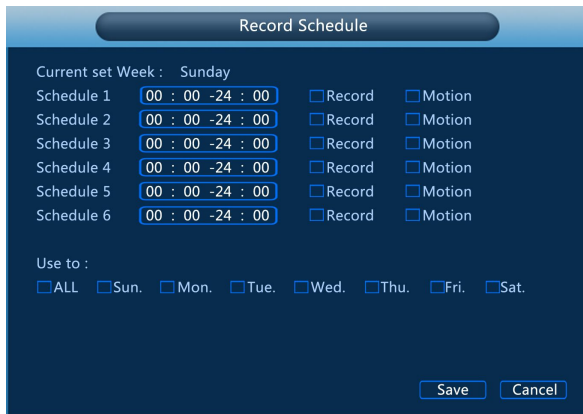 Record Schedule
Current set Week : Sunday
Schedule 1 00 : 00 -24 : 00 Record Motion
Schedule 2 00 : 00 -24 : 00 Record Motion
Schedule 3 00 : 00 -24 : 00 Record Motion
Schedule 4 00 : 00 -24 : 00 Record Motion
Schedule 5 00 : 00 -24 : 00 Record Motion
Schedule 6 00 : 00 -24 : 00 Record Motion
Use to :
ALL Sun. Mon. Tue. Wed. Thu. Fri. Sat.
Save Cancel